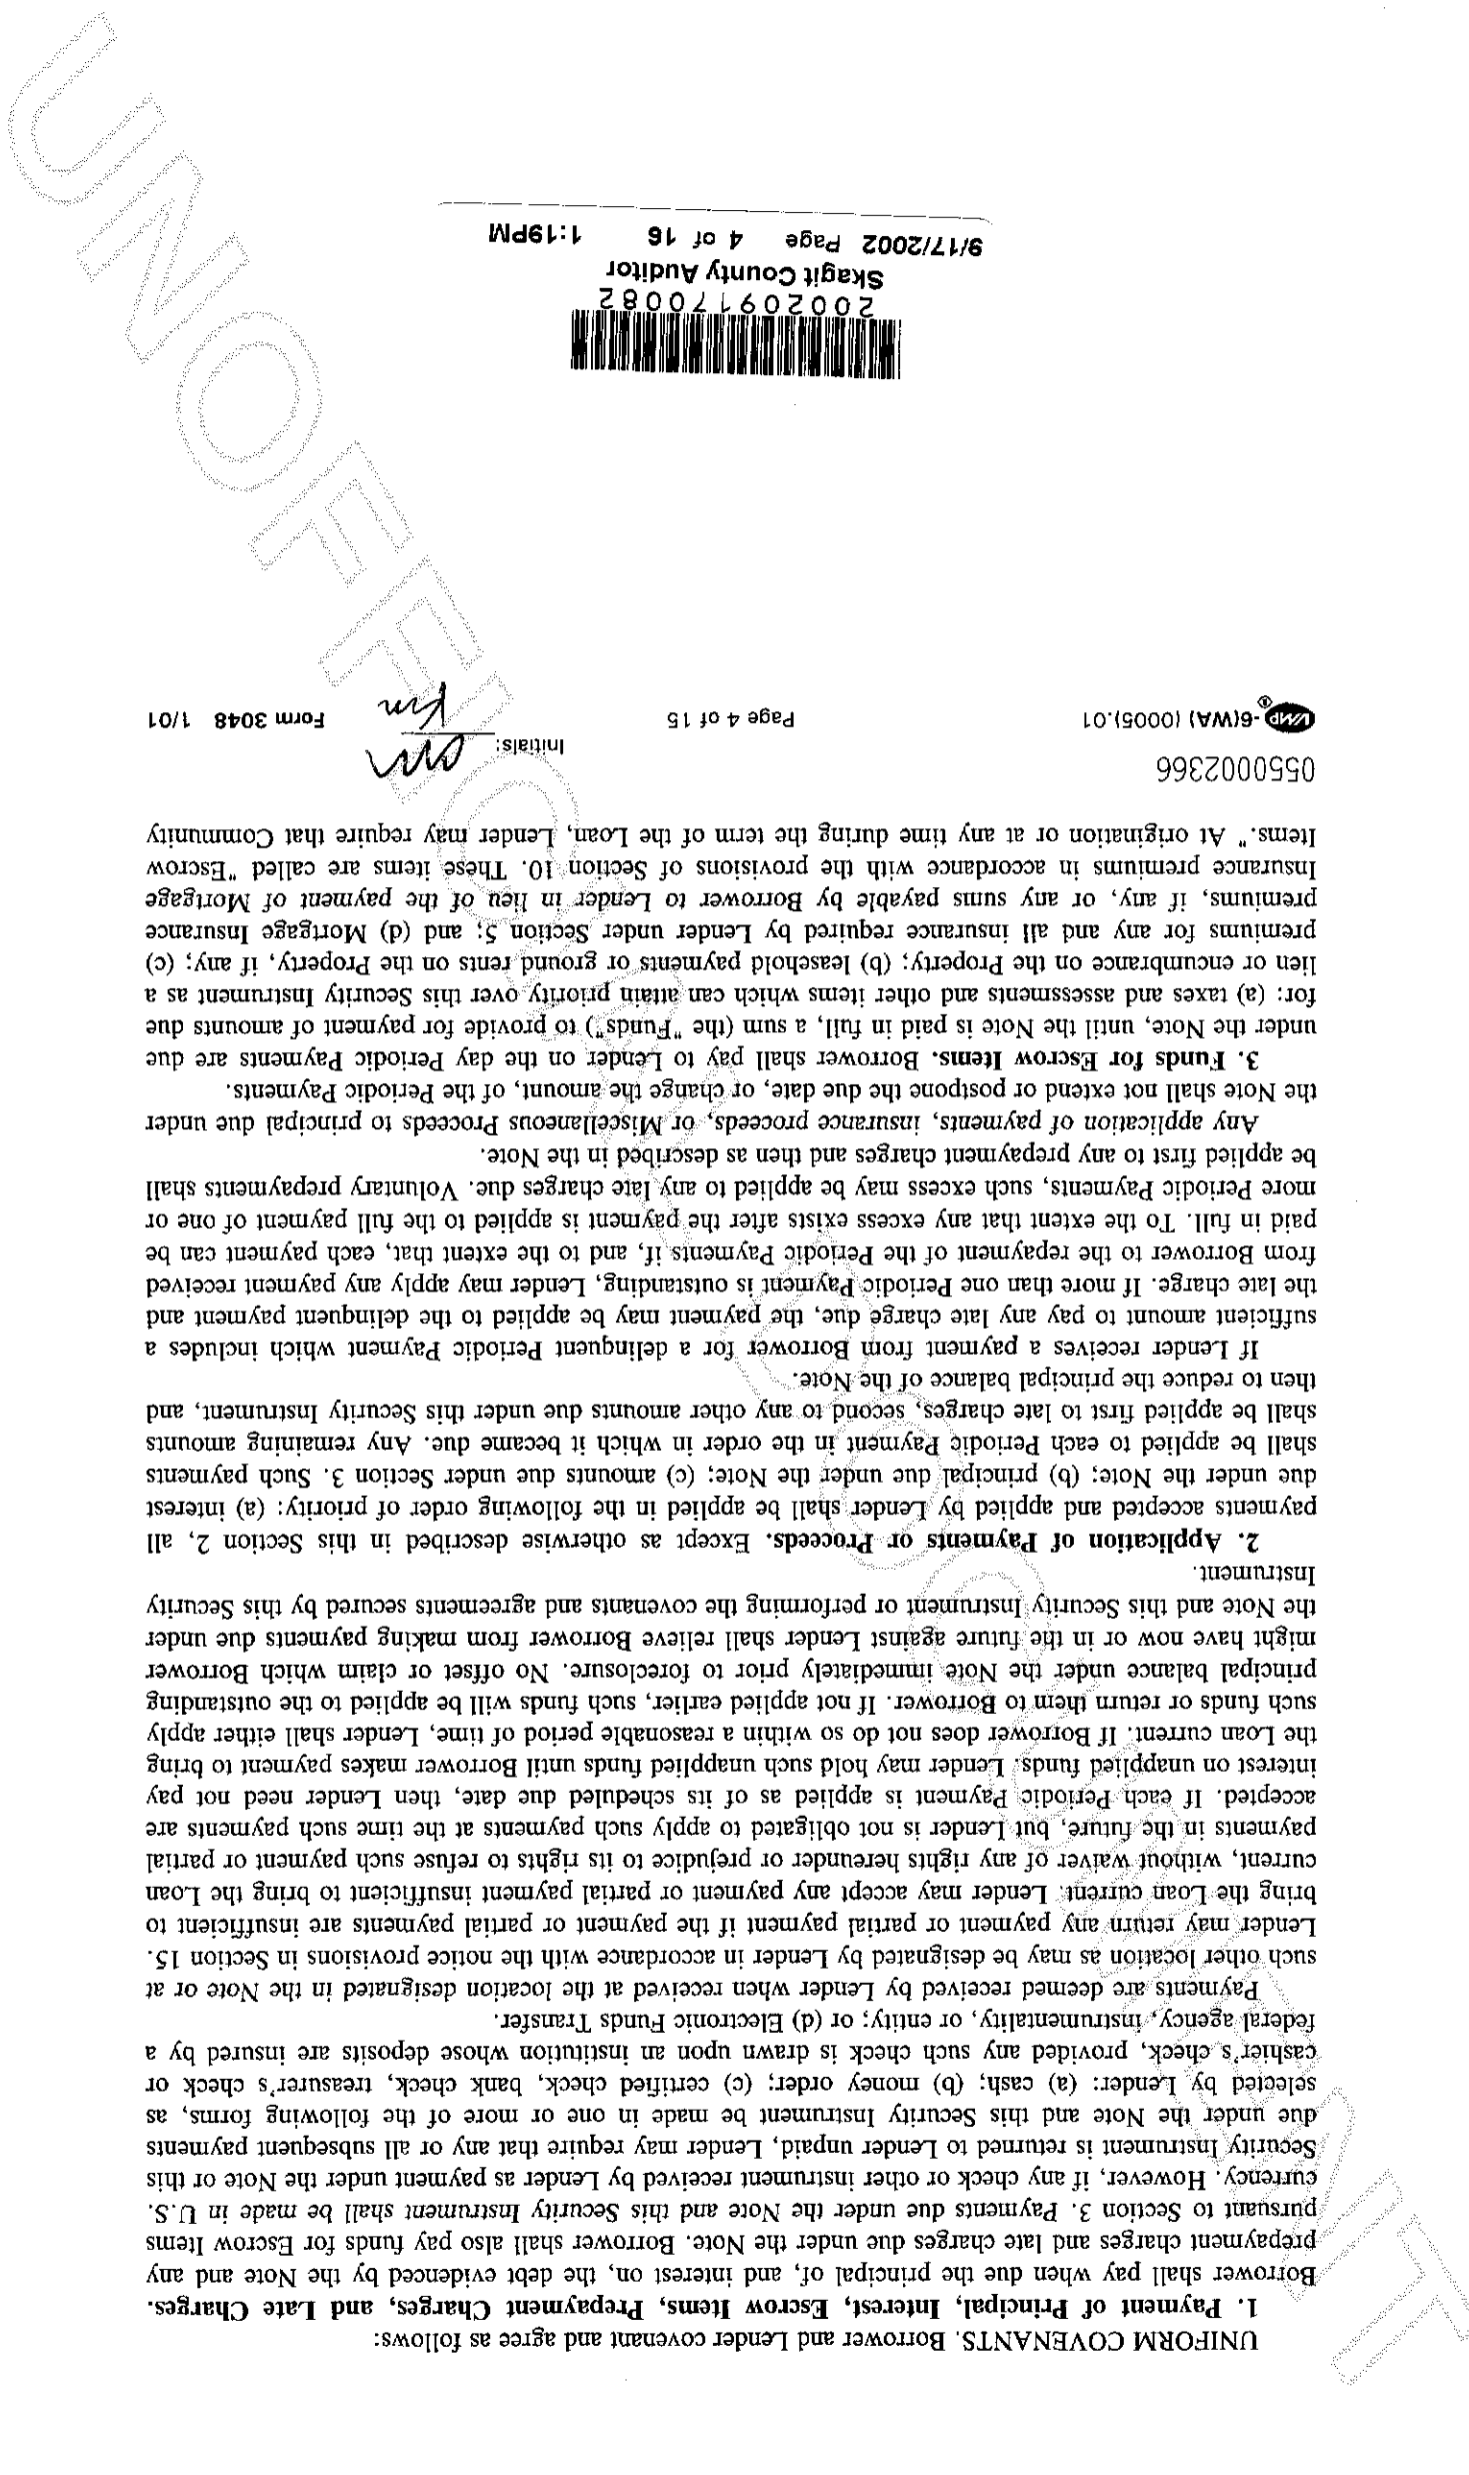 UNIFORM COVENANTS. Borrower and Lender covenant and agree as follows:
1. Payment of Principal, Interest, Escrow Items, Prepayment Charges, and Late Charges.
Borrower shall pay when due the principal of, and interest on, the debt evidenced by the Note and any
prepayment charges and late charges due under the Note. Borrower shall also pay funds for Escrow Items
pursuant to Section 3. Payments due under the Note and this Security Instrument shall be made in U.S.
currency. However, if any check or other instrument received by Lender as payment under the Note or this
Security Instrument is returned to Lender unpaid, Lender may require that any or all subsequent payments
due under the Note and this Security Instrument be made in one or more of the following forms, as
selected by Lender: (a) cash; (b) money order; (c) certified check, bank check, treasurer's check or
cashier's check, provided any such check is drawn upon an institution whose deposits are insured by a
federal agency, instrumentality, or entity; or (d) Electronic Funds Transfer.
Payments are deemed received by Lender when received at the location designated in the Note or at
such other location as may be designated by Lender in accordance with the notice provisions in Section 15.
Lender may return any payment or partial payment if the payment or partial payments are insufficient to
bring the Loan current. Lender may accept any payment or partial payment insufficient to bring the Loan
current, without waiver of any rights hereunder or prejudice to its rights to refuse such payment or partial
payments in the future, but Lender is not obligated to apply such payments at the time such payments are
accepted. If each Periodic Payment is applied as of its scheduled due date, then Lender need not pay
interest on unapplied funds. Lender may hold such unapplied funds until Borrower makes payment to bring
the Loan current. If Borrower does not do so within a reasonable period of time, Lender shall either apply
such funds or return them to Borrower. If not applied earlier, such funds will be applied to the outstanding
principal balance under the Note immediately prior to foreclosure. No offset or claim which Borrower
might have now or in the future against Lender shall relieve Borrower from making payments due under
the Note and this Security Instrument or performing the covenants and agreements secured by this Security
Instrument.
2. Application of Payments or Proceeds. Except as otherwise described in this Section 2, all
payments accepted and applied by Lender shall be applied in the following order of priority: (a) interest
due under the Note; (b) principal due under the Note; (c) amounts due under Section 3. Such payments
shall be applied to each Periodic Payment in the order in which it became due. Any remaining amounts
shall be applied first to late charges, second to any other amounts due under this Security Instrument, and
then to reduce the principal balance of the Note.
If Lender receives a payment from Borrower for a delinquent Periodic Payment which includes a
sufficient amount to pay any late charge due, the payment may be applied to the delinquent payment and
the late charge. If more than one Periodic Payment is outstanding, Lender may apply any payment received
from Borrower to the repayment of the Periodic Payments if, and to the extent that, each payment can be
paid in full. To the extent that any excess exists after the payment is applied to the full payment of one or
more Periodic Payments, such excess may be applied to any late charges due. Voluntary prepayments shall
be applied first to any prepayment charges and then as described in the Note.
Any application of payments, insurance proceeds, or Miscellaneous Proceeds to principal due under
the Note shall not extend or postpone the due date, or change the amount, of the Periodic Payments.
3. Funds for Escrow Items. Borrower shall pay to Lender on the day Periodic Payments are due
under the Note, until the Note is paid in full, a sum (the "Funds") to provide for payment of amounts due
for: (a) taxes and assessments and other items which can attain priority over this Security Instrument as a
lien or encumbrance on the Property; (b) leasehold payments or ground rents on the Property, if any; (c)
premiums for any and all insurance required by Lender under Section 5; and (d) Mortgage Insurance
premiums, if any, or any sums payable by Borrower to Lender in lieu of the payment of Mortgage
Insurance premiums in accordance with the provisions of Section 10. These items are called "Escrow
Items." At origination or at any time during the term of the Loan, Lender may require that Community
0550002366
Initials:
VMP®-6(WA) (0005).01 Page 4 of 15 Form 3048 1/01
200209170082
Skagit County Auditor
9/17/2002 Page 4 of 16 1:19PM
UNOFFICIAL DOCUMENT